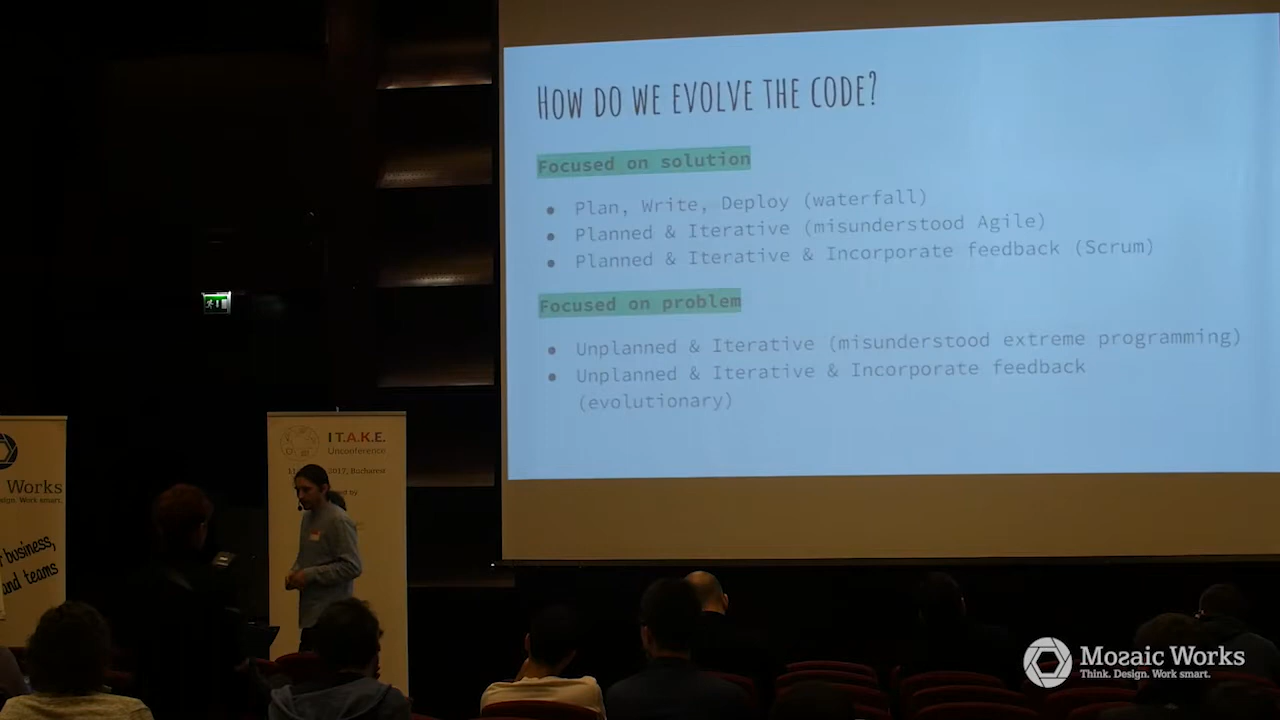 HOW DO WE EVOLVE THE CODE?
Focused on solution
● Plan, Write, Deploy (waterfall)
● Planned & Iterative (misunderstood Agile)
● Planned & Iterative & Incorporate feedback (Scrum)
Focused on problem
● Unplanned & Iterative (misunderstood extreme programming)
● Unplanned & Iterative & Incorporate feedback
(evolutionary)
I T.A.K.E.
Unconference
2017, Bucharest
Works
Work smart.
business,
and teams
Mozaic Works
Think. Design. Work smart.